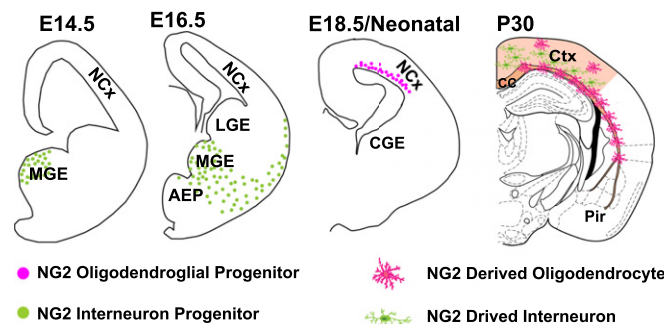 E14.5
E16.5
E18.5/Neonatal
P30
NCx
MGE
NCx
LGE
MGE
AEP
NCx
CGE
Ctx
CC
Pir
NG2 Oligodendroglial Progenitor
NG2 Derived Oligodendrocyte
NG2 Interneuron Progenitor
NG2 Drived Interneuron